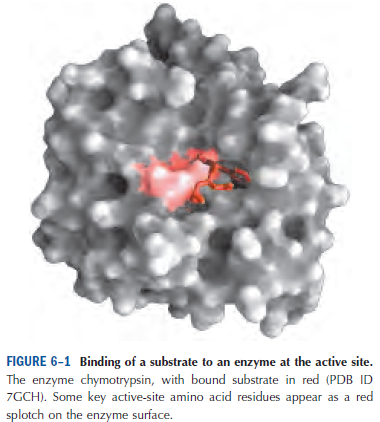 FIGURE 6–1 Binding of a substrate to an enzyme at the active site.
The enzyme chymotrypsin, with bound substrate in red (PDB ID
7GCH). Some key active-site amino acid residues appear as a red
splotch on the enzyme surface.